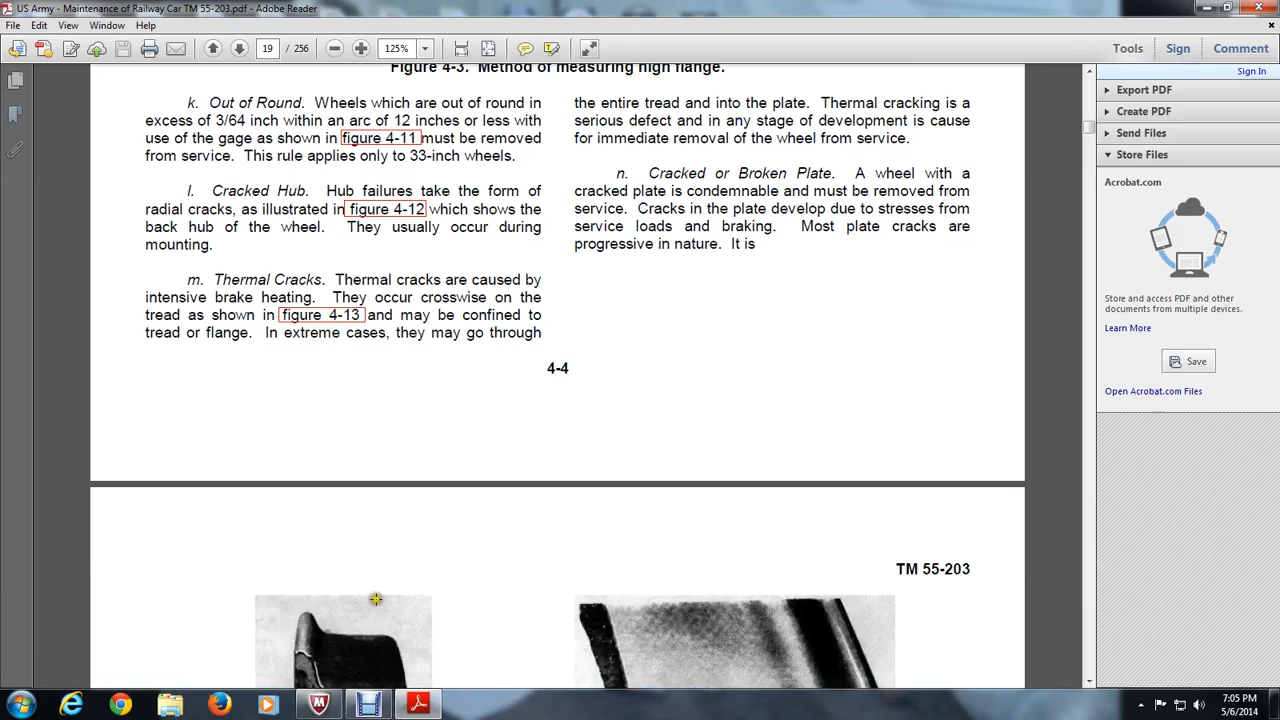 US Army - Maintenance of Railway Car TM 55-203.pdf - Adobe Reader
File Edit View Window Help
19 / 256 125% Tools Sign Comment
Sign In
Figure 4-3. Method of measuring high flange.
k. Out of Round. Wheels which are out of round in
excess of 3/64 inch within an arc of 12 inches or less with
use of the gage as shown in figure 4-11 must be removed
from service. This rule applies only to 33-inch wheels.
l. Cracked Hub. Hub failures take the form of
radial cracks, as illustrated in figure 4-12 which shows the
back hub of the wheel. They usually occur during
mounting.
m. Thermal Cracks. Thermal cracks are caused by
intensive brake heating. They occur crosswise on the
tread as shown in figure 4-13 and may be confined to
tread or flange. In extreme cases, they may go through
the entire tread and into the plate. Thermal cracking is a
serious defect and in any stage of development is cause
for immediate removal of the wheel from service.
n. Cracked or Broken Plate. A wheel with a
cracked plate is condemnable and must be removed from
service. Cracks in the plate develop due to stresses from
service loads and braking. Most plate cracks are
progressive in nature. It is
4-4
TM 55-203
Export PDF
Create PDF
Send Files
Store Files
Acrobat.com
Store and access PDF and other
documents from multiple devices.
Learn More
Save
Open Acrobat.com Files
7:05 PM
5/6/2014